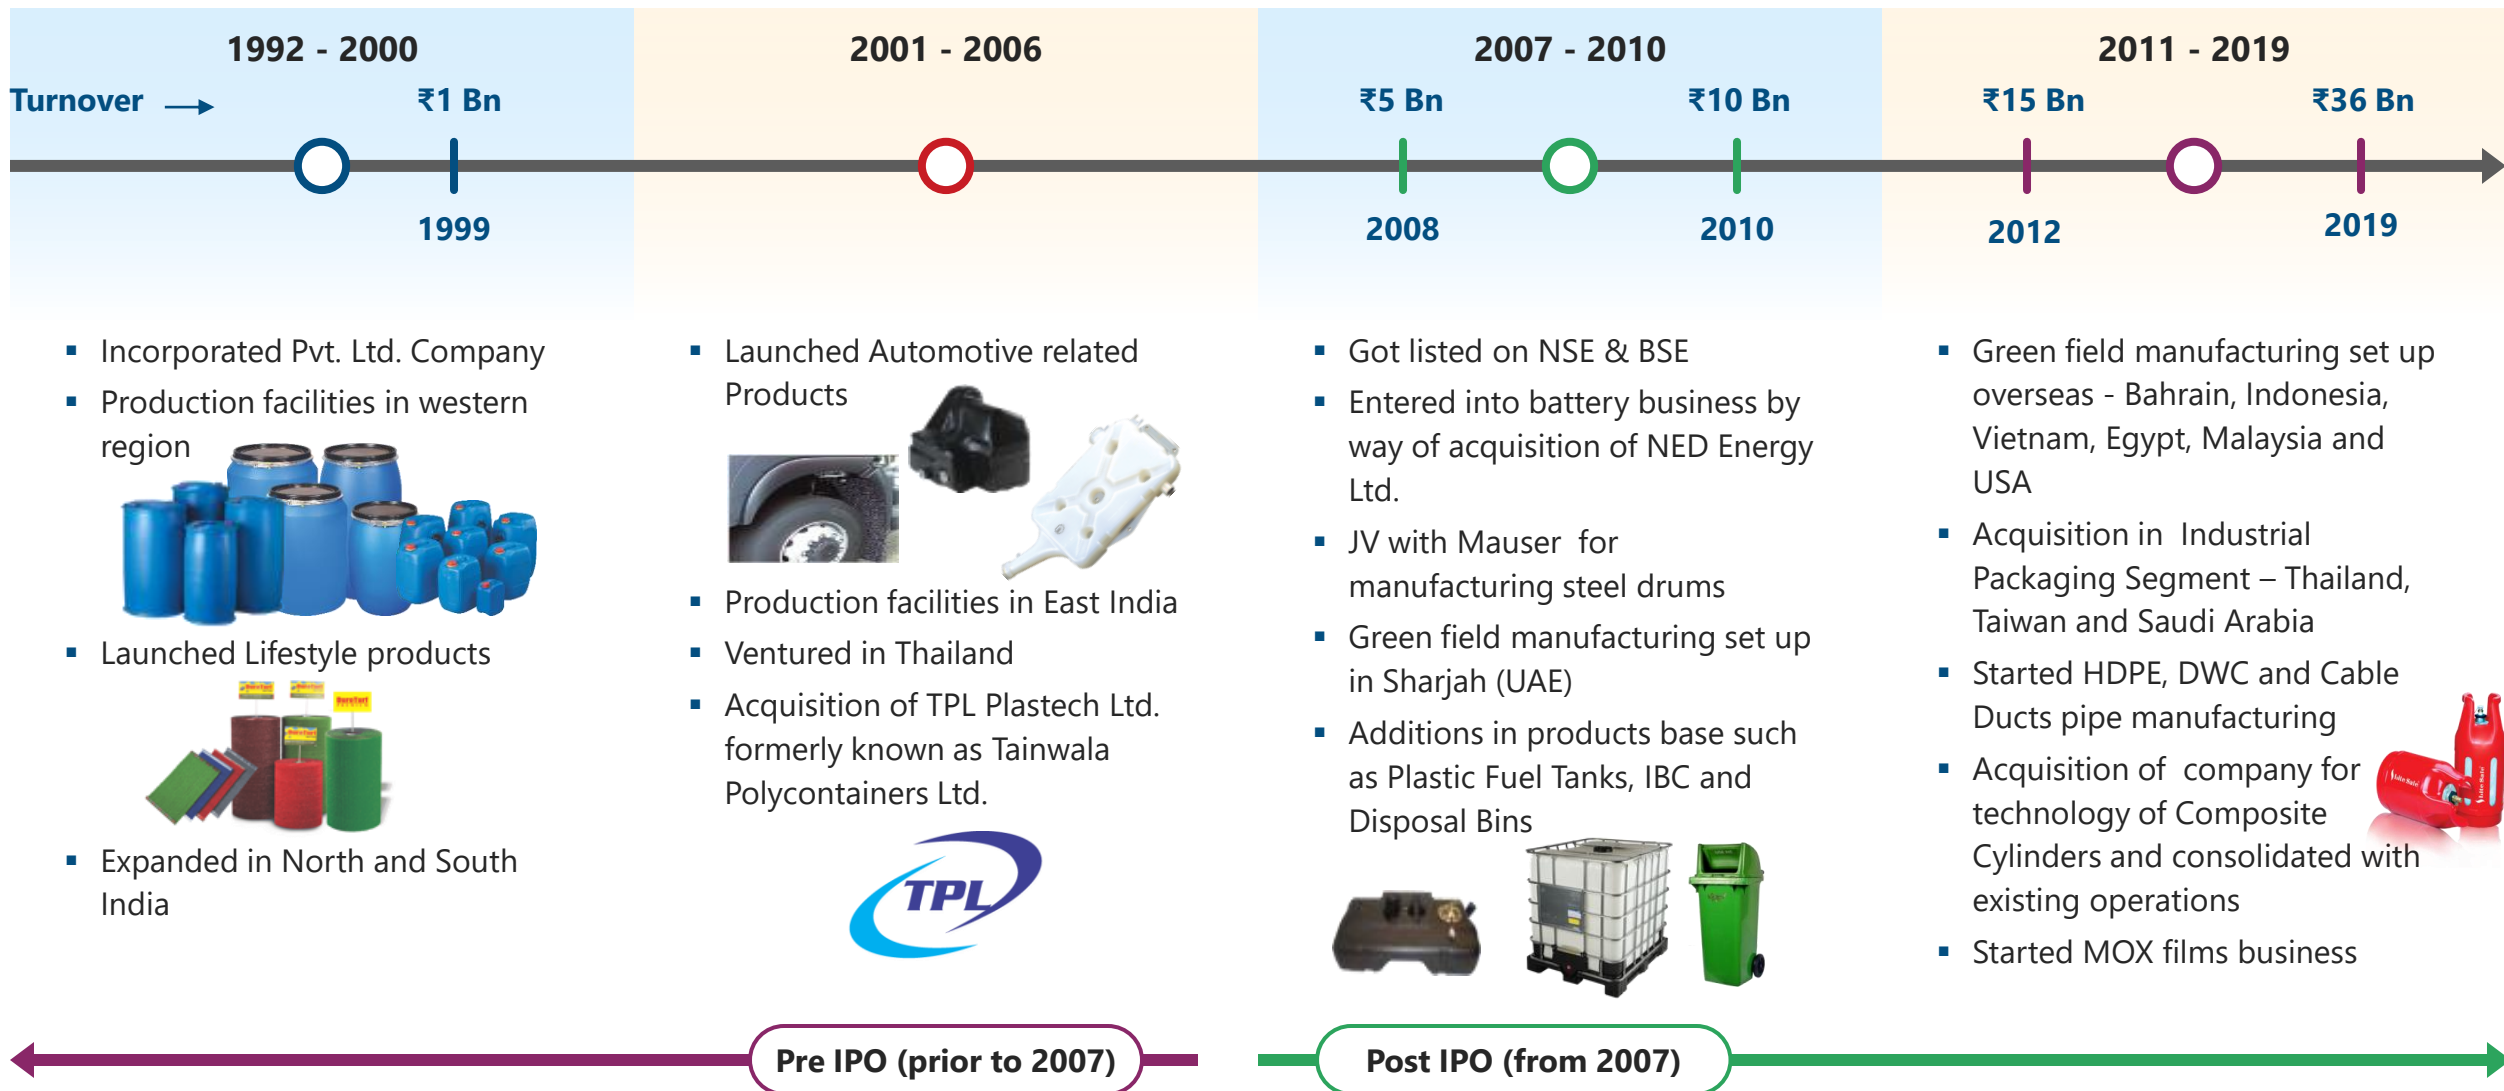 1992 - 2000
Turnover
₹1 Bn
1999
▪ Incorporated Pvt. Ltd. Company
▪ Production facilities in western
region
▪ Launched Lifestyle products
▪ Expanded in North and South
India
2001 - 2006
▪ Launched Automotive related
Products
▪ Production facilities in East India
▪ Ventured in Thailand
▪ Acquisition of TPL Plastech Ltd.
formerly known as Tainwala
Polycontainers Ltd.
TPL
2007 - 2010
₹5 Bn
₹10 Bn
2008
2010
▪ Got listed on NSE & BSE
▪ Entered into battery business by
way of acquisition of NED Energy
Ltd.
▪ JV with Mauser for
manufacturing steel drums
▪ Green field manufacturing set up
in Sharjah (UAE)
▪ Additions in products base such
as Plastic Fuel Tanks, IBC and
Disposal Bins
2011 - 2019
₹15 Bn
₹36 Bn
2012
2019
▪ Green field manufacturing set up
overseas - Bahrain, Indonesia,
Vietnam, Egypt, Malaysia and
USA
▪ Acquisition in Industrial
Packaging Segment – Thailand,
Taiwan and Saudi Arabia
▪ Started HDPE, DWC and Cable
Ducts pipe manufacturing
▪ Acquisition of company for
technology of Composite
Cylinders and consolidated with
existing operations
▪ Started MOX films business
Pre IPO (prior to 2007)
Post IPO (from 2007)